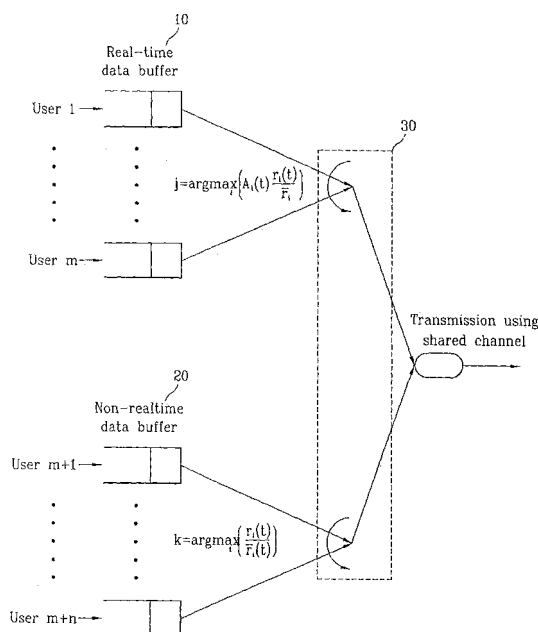 10
Real-time
data buffer
User 1
User m
j=argmax_i(A_i(t) r_i(t)/r̄_i)
30
Transmission using
shared channel
20
Non-realtime
data buffer
User m+1
User m+n
k=argmax_i(r_i(t)/r̄_i(t))